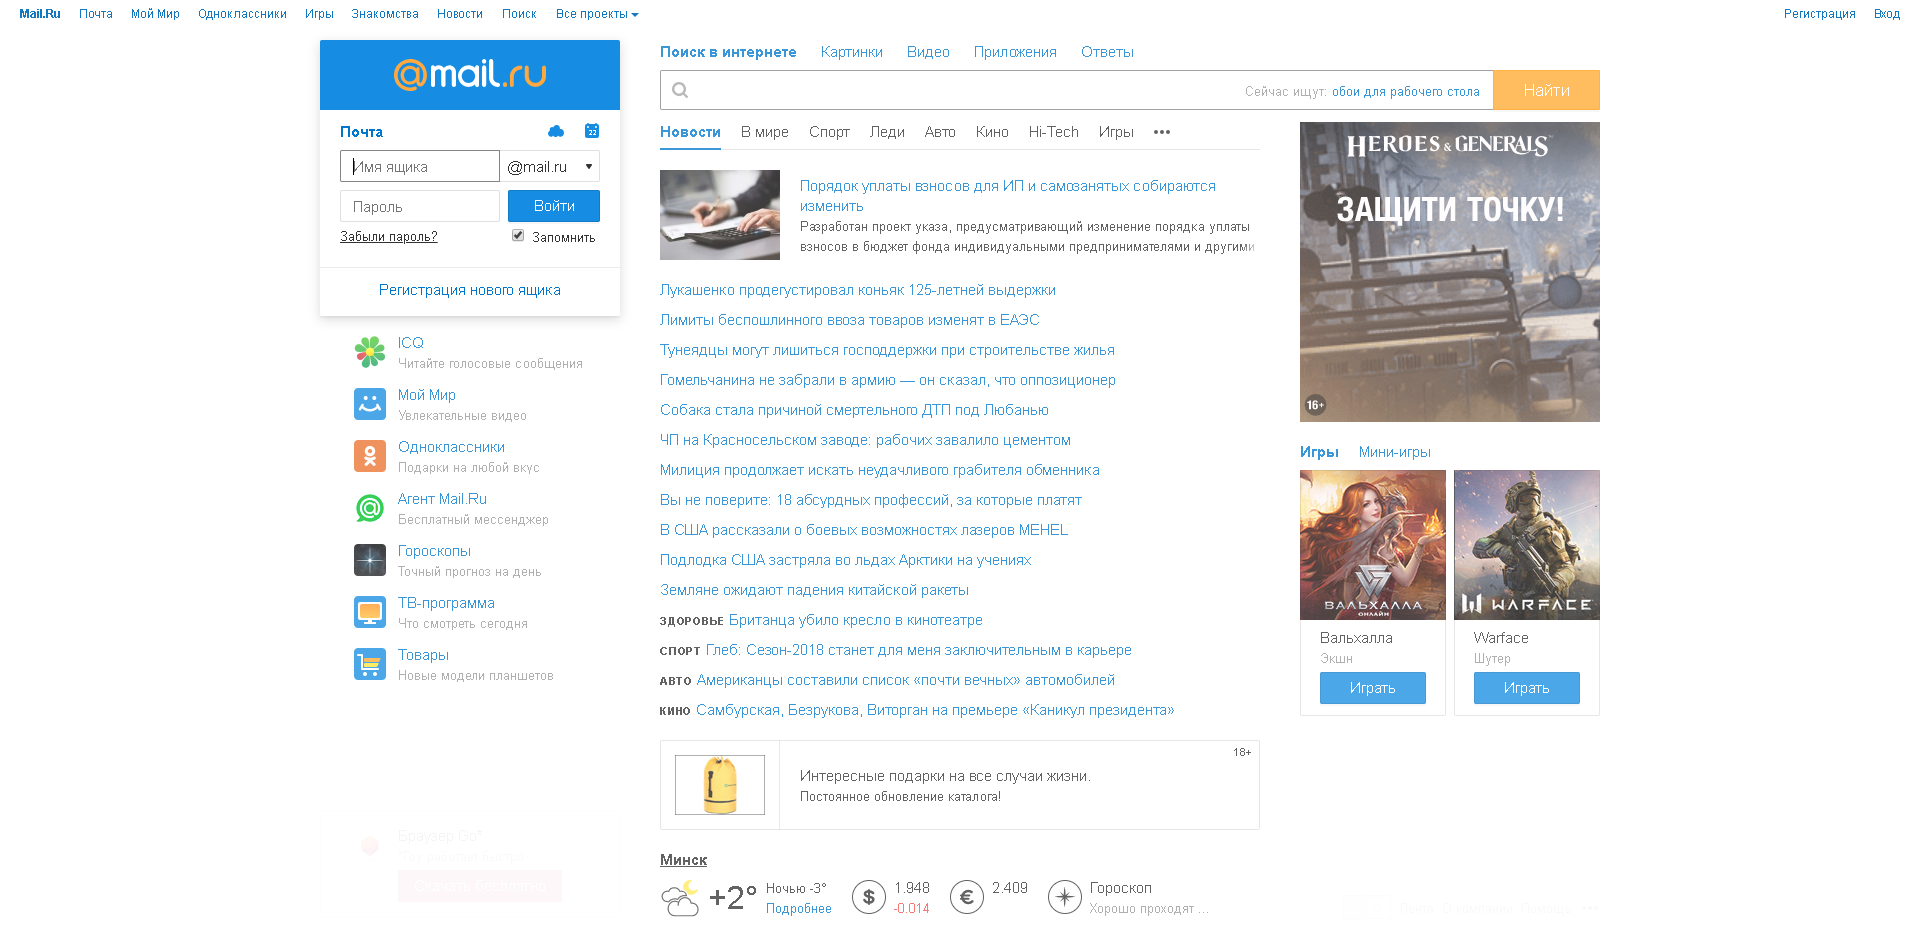 Mail.Ru Почта Мой Мир Одноклассники Игры Знакомства Новости Поиск Все проекты Регистрация Вход
@mail.ru
Почта
22
Имя ящика @mail.ru
Пароль Войти
Забыли пароль? Запомнить
Регистрация нового ящика
ICQ
Читайте голосовые сообщения
Мой Мир
Увлекательные видео
Одноклассники
Подарки на любой вкус
Агент Mail.Ru
Бесплатный мессенджер
Гороскопы
Точный прогноз на день
ТВ-программа
Что смотреть сегодня
Товары
Новые модели планшетов
Браузер Go*
Поиск в интернете Картинки Видео Приложения Ответы
Сейчас ищут: обои для рабочего стола Найти
Новости В мире Спорт Леди Авто Кино Hi-Tech Игры •••
Порядок уплаты взносов для ИП и самозанятых собираются
изменить
Разработан проект указа, предусматривающий изменение порядка уплаты
взносов в бюджет фонда индивидуальными предпринимателями и другими
Лукашенко продегустировал коньяк 125-летней выдержки
Лимиты беспошлинного ввоза товаров изменят в ЕАЭС
Тунеядцы могут лишиться господдержки при строительстве жилья
Гомельчанина не забрали в армию — он сказал, что оппозиционер
Собака стала причиной смертельного ДТП под Любанью
ЧП на Красносельском заводе: рабочих завалило цементом
Милиция продолжает искать неудачливого грабителя обменника
Вы не поверите: 18 абсурдных профессий, за которые платят
В США рассказали о боевых возможностях лазеров MEHEL
Подлодка США застряла во льдах Арктики на учениях
Земляне ожидают падения китайской ракеты
ЗДОРОВЬЕ Британца убило кресло в кинотеатре
СПОРТ Глеб: Сезон-2018 станет для меня заключительным в карьере
АВТО Американцы составили список «почти вечных» автомобилей
КИНО Самбурская, Безрукова, Виторган на премьере «Каникул президента»
18+
Интересные подарки на все случаи жизни.
Постоянное обновление каталога!
Минск
+2° Ночью -3° $ 1.948 € 2.409 Гороскоп
Подробнее -0.014 Хорошо проходят ...
HEROES & GENERALS
ЗАЩИТИ ТОЧКУ!
16+
Игры Мини-игры
ВАЛЬХАЛЛА
ОНЛАЙН
WARFACE
Вальхалла Warface
Экшн Шутер
Играть Играть